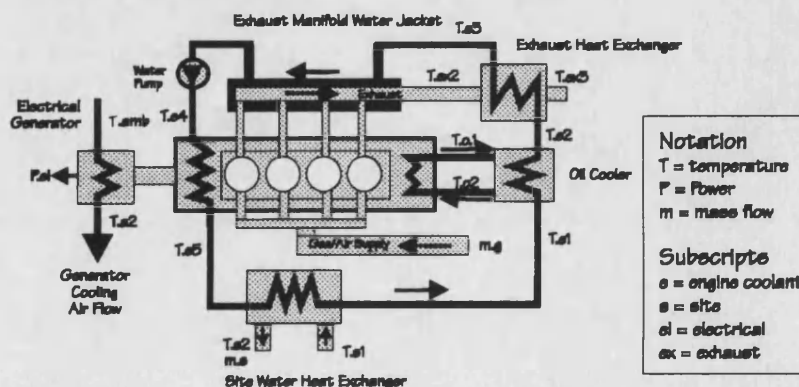 Exhaust Manifold Water Jacket
T.e3
Exhaust Heat Exchanger
Water
Pump
T.ex2
T.ex3
Exhaust
Electrical
Generator
T.amb
T.e4
T.e2
T.o1
P.el
T.o2
Oil Cooler
T.a2
T.e5
Gas/Air Supply
m.g
T.e1
Generator
Cooling
Air Flow
T.s2
m.s
T.s1
Site Water Heat Exchanger
Notation
T = temperature
P = Power
m = mass flow
Subscripts
e = engine coolant
s = site
el = electrical
ex = exhaust